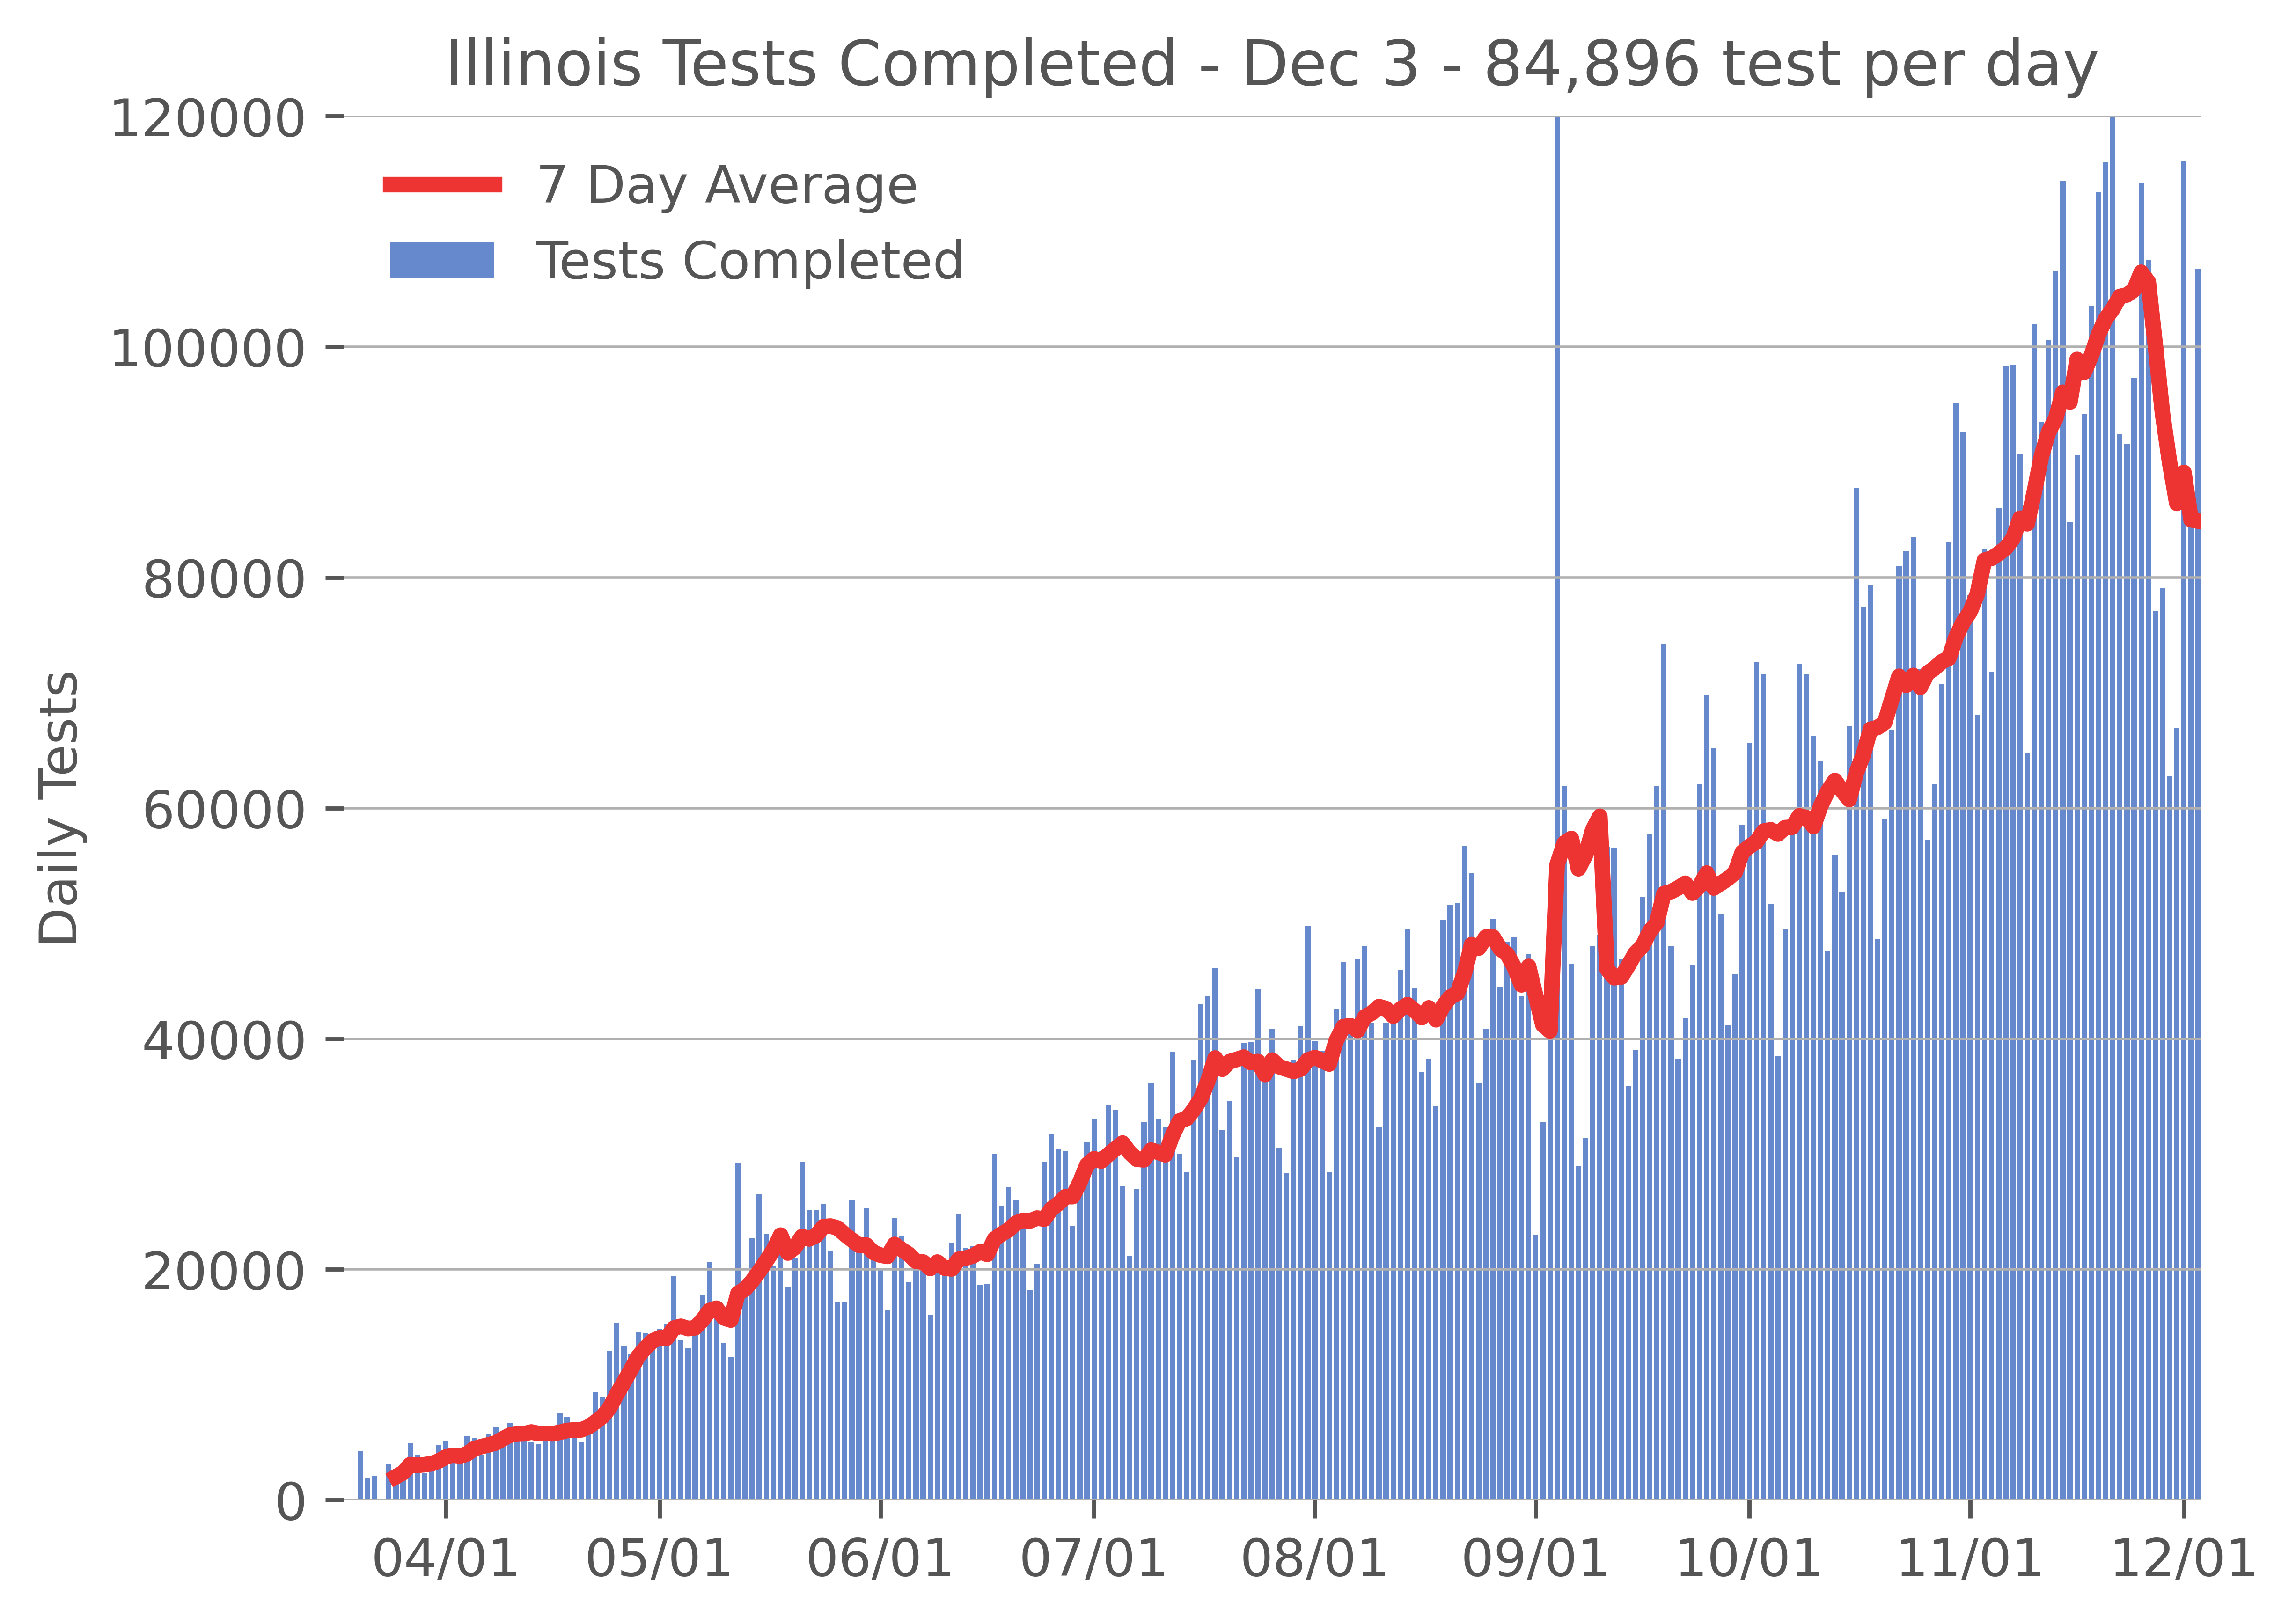 Illinois Tests Completed - Dec 3 - 84,896 test per day
120000
7 Day Average
Tests Completed
100000
80000
60000
40000
20000
0
Daily Tests
04/01 05/01 06/01 07/01 08/01 09/01 10/01 11/01 12/01